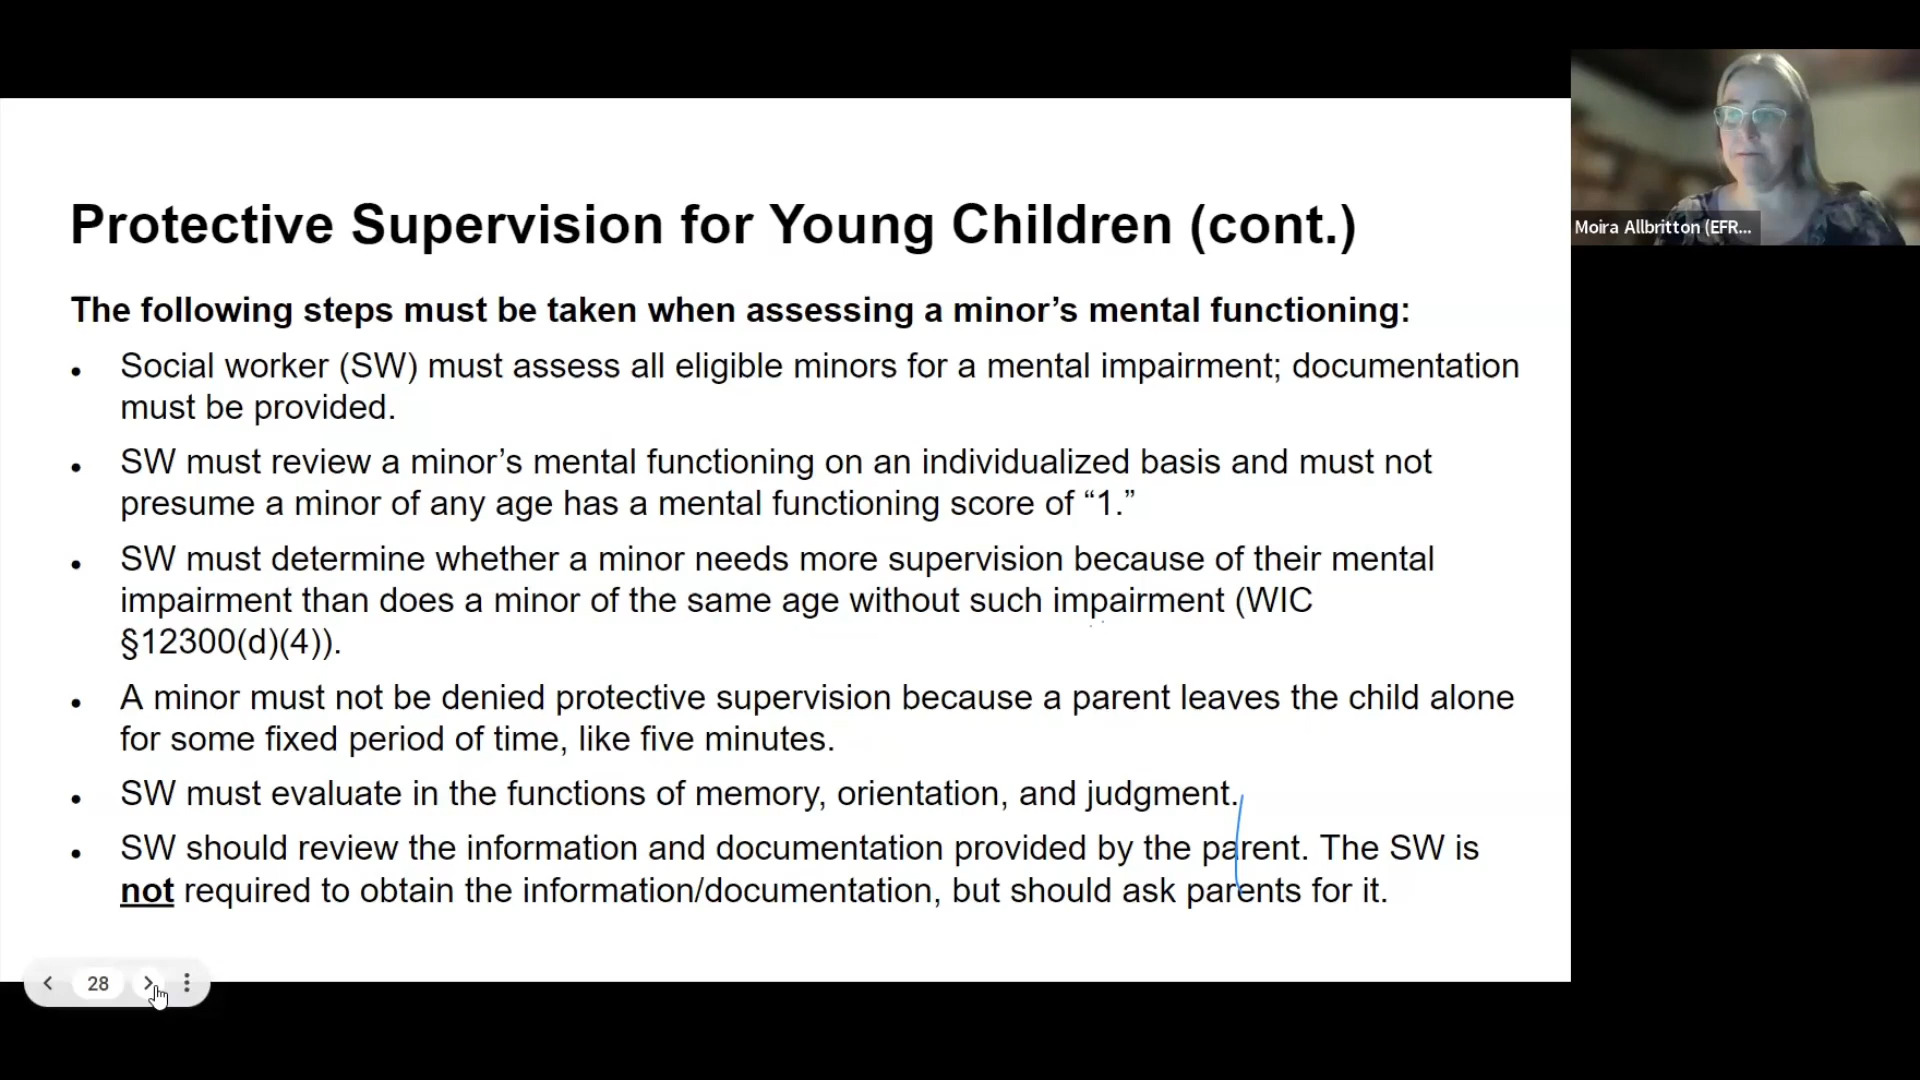 Protective Supervision for Young Children (cont.)
The following steps must be taken when assessing a minor’s mental functioning:
• Social worker (SW) must assess all eligible minors for a mental impairment; documentation
must be provided.
• SW must review a minor’s mental functioning on an individualized basis and must not
presume a minor of any age has a mental functioning score of “1.”
• SW must determine whether a minor needs more supervision because of their mental
impairment than does a minor of the same age without such impairment (WIC
§12300(d)(4)).
• A minor must not be denied protective supervision because a parent leaves the child alone
for some fixed period of time, like five minutes.
• SW must evaluate in the functions of memory, orientation, and judgment.
• SW should review the information and documentation provided by the parent. The SW is
not required to obtain the information/documentation, but should ask parents for it.
28
Moira Allbritton (EFR...